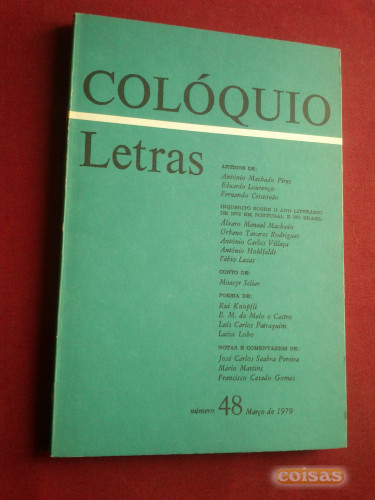 COLÓQUIO
Letras
ARTIGOS DE:
António Machado Pires
Eduardo Lourenço
Fernando Cristóvão
INQUÉRITO SOBRE O ANO LITERÁRIO
DE 1978 EM PORTUGAL E NO BRASIL
Álvaro Manuel Machado
Urbano Tavares Rodrigues
António Carlos Villaça
Antônio Hohlfeldt
Fábio Lucas
CONTO DE:
Moacyr Scliar
POESIA DE:
Rui Knopfli
E. M. de Melo e Castro
Luís Carlos Patraquim
Luiza Lobo
NOTAS E COMENTÁRIOS DE:
José Carlos Seabra Pereira
Mário Martins
Francisco Casado Gomes
número 48 Março de 1979
coisas